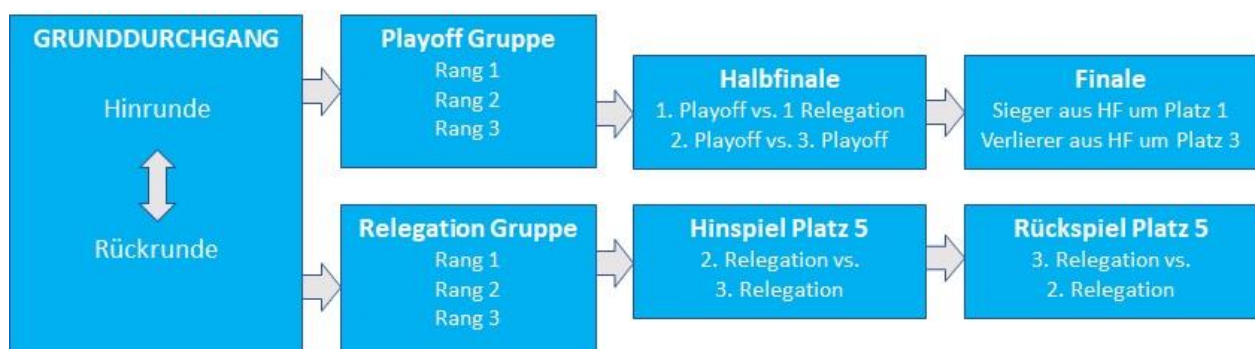 GRUNDDURCHGANG
Hinrunde
Rückrunde
Playoff Gruppe
Rang 1
Rang 2
Rang 3
Halbfinale
1. Playoff vs. 1 Relegation
2. Playoff vs. 3. Playoff
Finale
Sieger aus HF um Platz 1
Verlierer aus HF um Platz 3
Relegation Gruppe
Rang 1
Rang 2
Rang 3
Hinspiel Platz 5
2. Relegation vs.
3. Relegation
Rückspiel Platz 5
3. Relegation vs.
2. Relegation